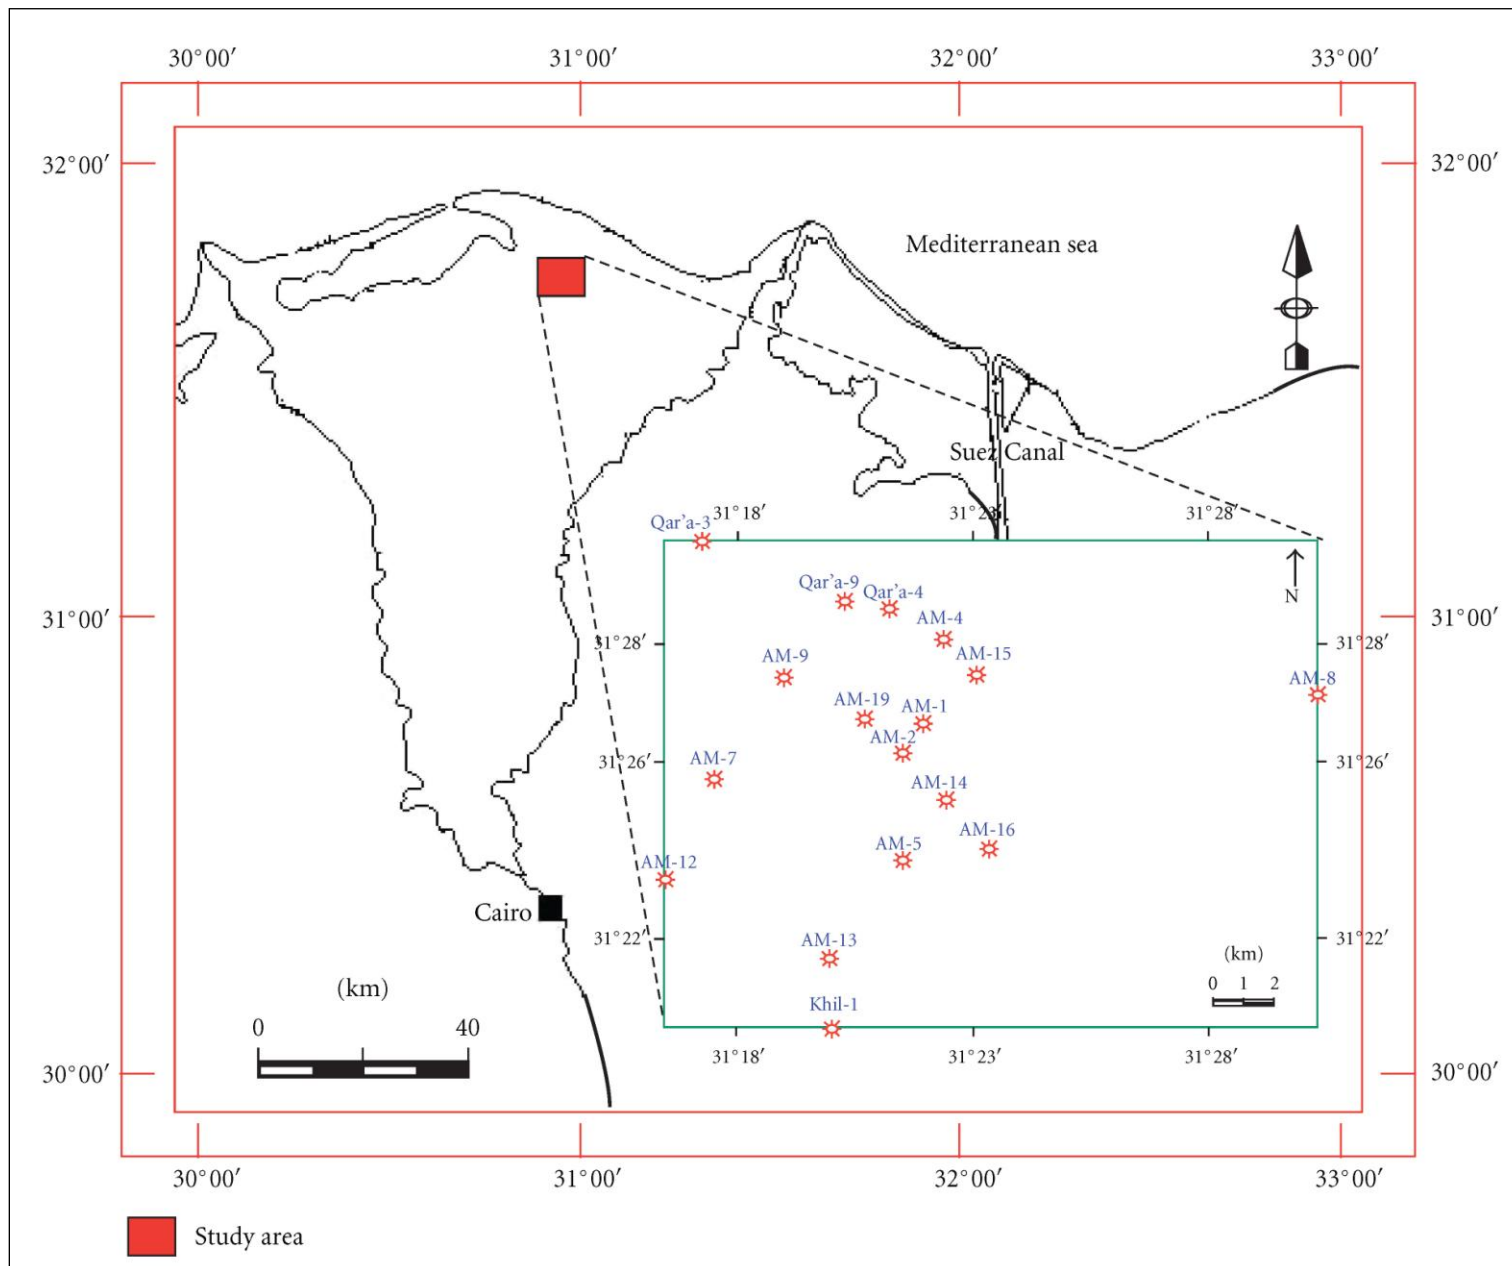 30°00′ 31°00′ 32°00′ 33°00′
32°00′ 32°00′
Mediterranean sea
Suez Canal
31°18′ 31°23′ 31°28′
Qar’a-3
Qar’a-9
Qar’a-4
N
AM-4
31°00′ 31°00′
31°28′ 31°28′
AM-9
AM-15
AM-8
AM-19
AM-1
AM-2
31°26′ 31°26′
AM-7
AM-14
AM-16
AM-5
AM-12
Cairo
31°22′ 31°22′
AM-13
(km)
0 1 2
(km)
Khil-1
0 40
31°18′ 31°23′ 31°28′
30°00′ 30°00′
30°00′ 31°00′ 32°00′ 33°00′
Study area